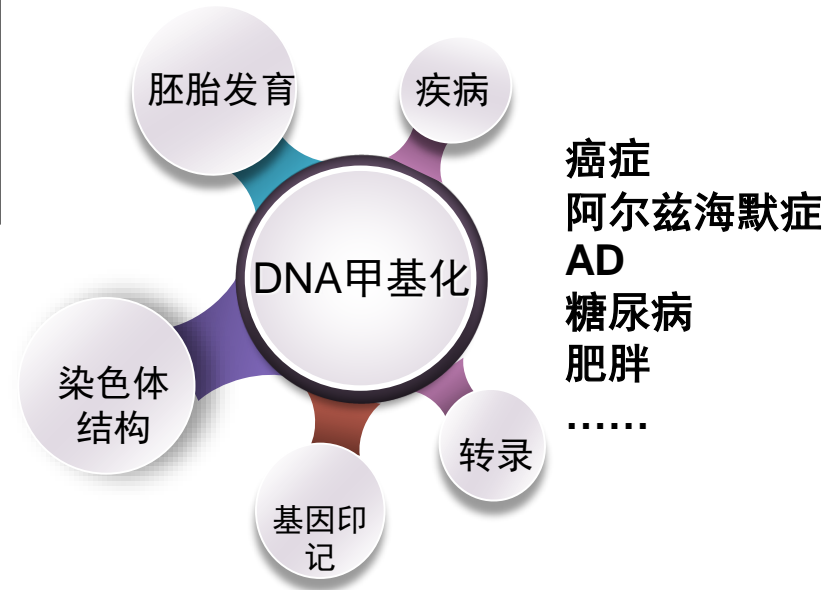 胚胎发育
疾病
癌症
阿尔兹海默症
AD
糖尿病
肥胖
……
DNA甲基化
染色体
结构
转录
基因印
记